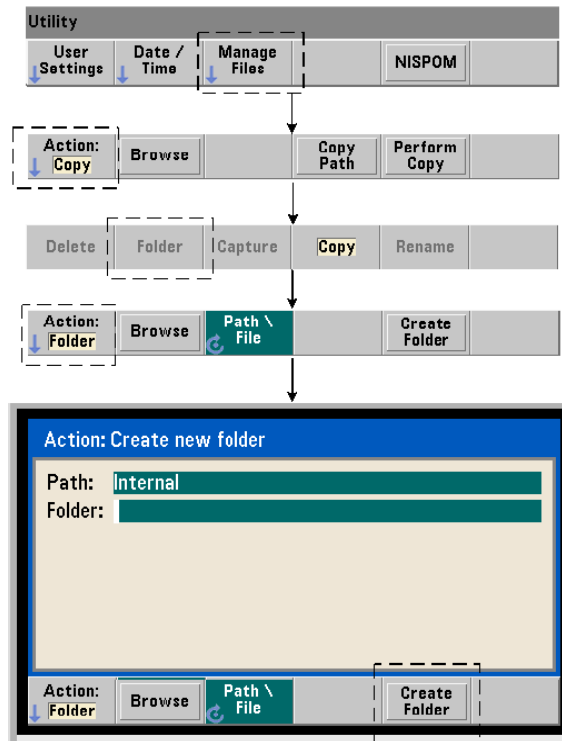 Utility
User Settings
Date / Time
Manage Files
NISPOM
Action: Copy
Browse
Copy Path
Perform Copy
Delete
Folder
Capture
Copy
Rename
Action: Folder
Browse
Path \ File
Create Folder
Action: Create new folder
Path: Internal
Folder:
Action: Folder
Browse
Path \ File
Create Folder